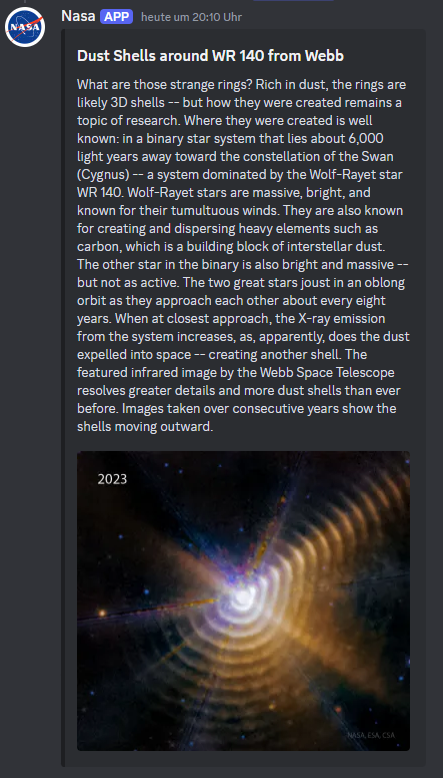 NASA
Nasa APP heute um 20:10 Uhr
Dust Shells around WR 140 from Webb
What are those strange rings? Rich in dust, the rings are
likely 3D shells -- but how they were created remains a
topic of research. Where they were created is well
known: in a binary star system that lies about 6,000
light years away toward the constellation of the Swan
(Cygnus) -- a system dominated by the Wolf-Rayet star
WR 140. Wolf-Rayet stars are massive, bright, and
known for their tumultuous winds. They are also known
for creating and dispersing heavy elements such as
carbon, which is a building block of interstellar dust.
The other star in the binary is also bright and massive --
but not as active. The two great stars joust in an oblong
orbit as they approach each other about every eight
years. When at closest approach, the X-ray emission
from the system increases, as, apparently, does the dust
expelled into space -- creating another shell. The
featured infrared image by the Webb Space Telescope
resolves greater details and more dust shells than ever
before. Images taken over consecutive years show the
shells moving outward.
2023
NASA, ESA, CSA